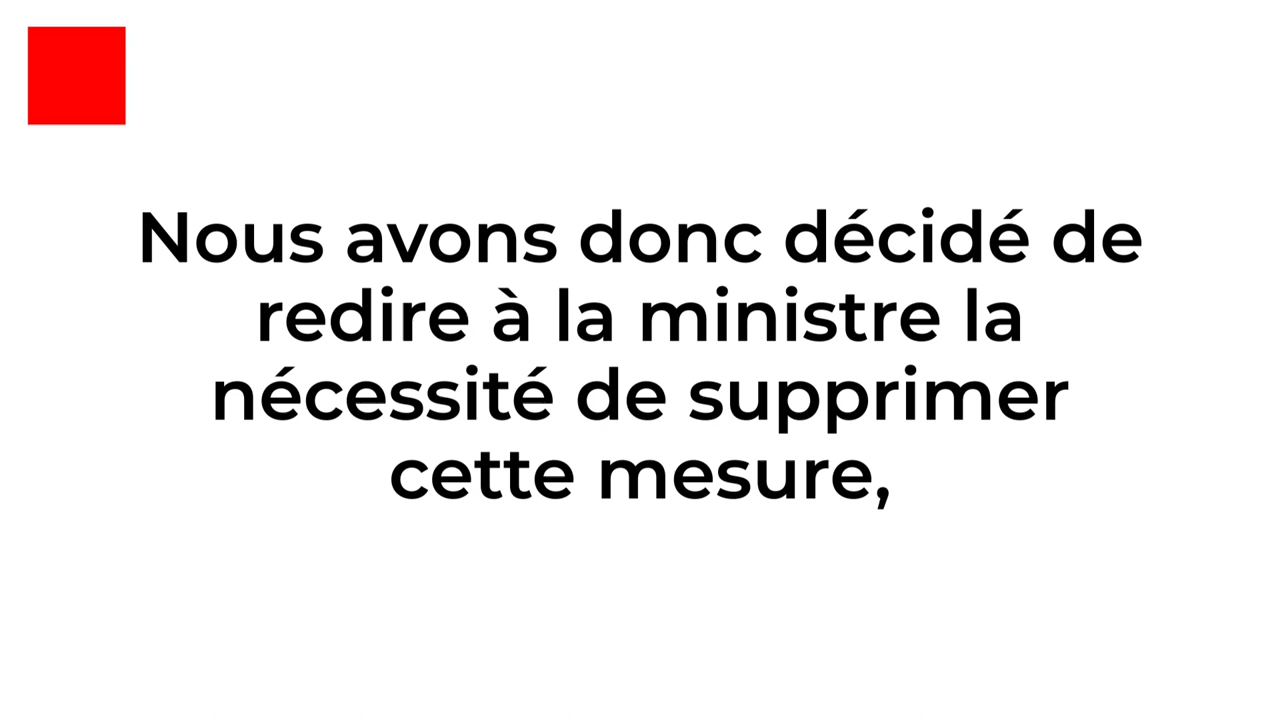 Nous avons donc décidé de
redire à la ministre la
nécessité de supprimer
cette mesure,